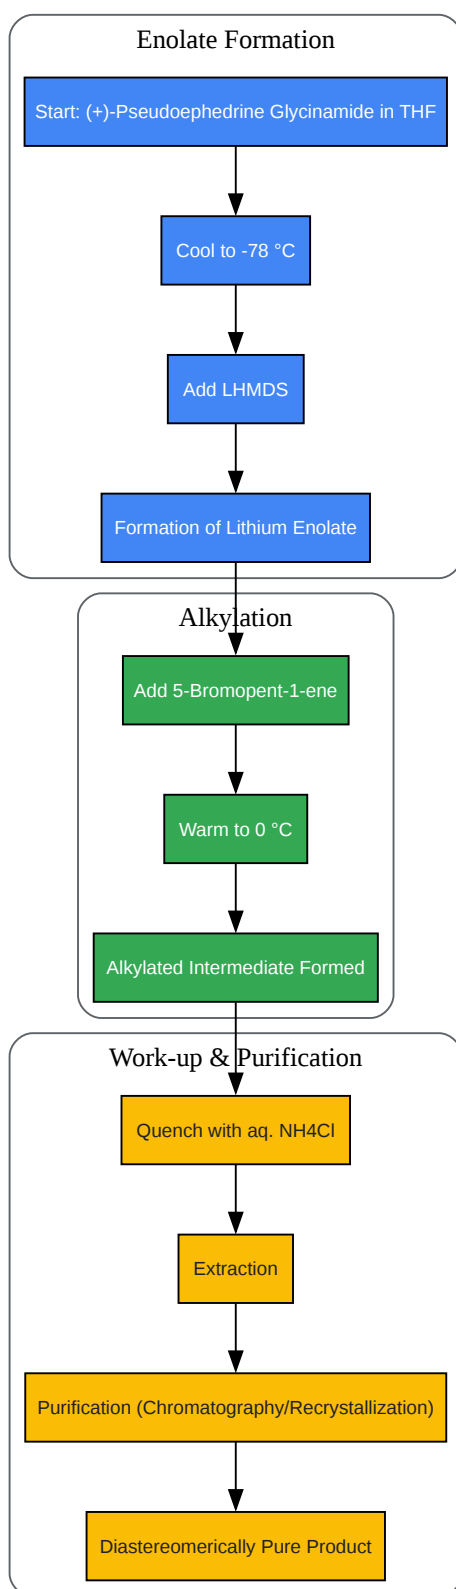 Enolate Formation
Start: (+)-Pseudoephedrine Glycinamide in THF
Cool to -78 °C
Add LHMDS
Formation of Lithium Enolate
Alkylation
Add 5-Bromopent-1-ene
Warm to 0 °C
Alkylated Intermediate Formed
Work-up & Purification
Quench with aq. NH4Cl
Extraction
Purification (Chromatography/Recrystallization)
Diastereomerically Pure Product